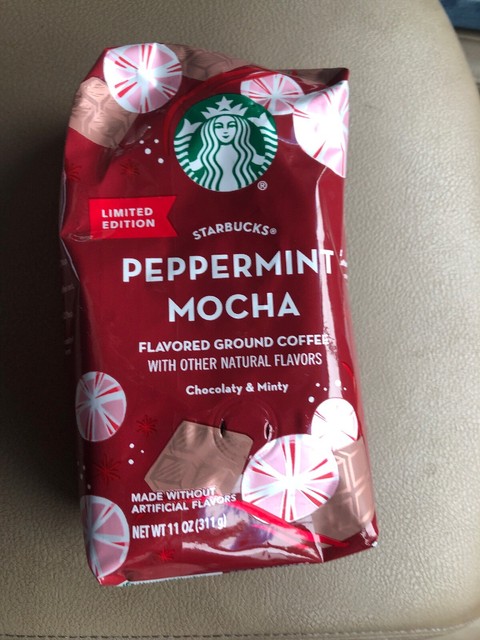 LIMITED
EDITION
STARBUCKS®
PEPPERMINT
MOCHA
FLAVORED GROUND COFFEE
WITH OTHER NATURAL FLAVORS
Chocolaty & Minty
MADE WITHOUT
ARTIFICIAL FLAVORS
NET WT 11 OZ (311g)